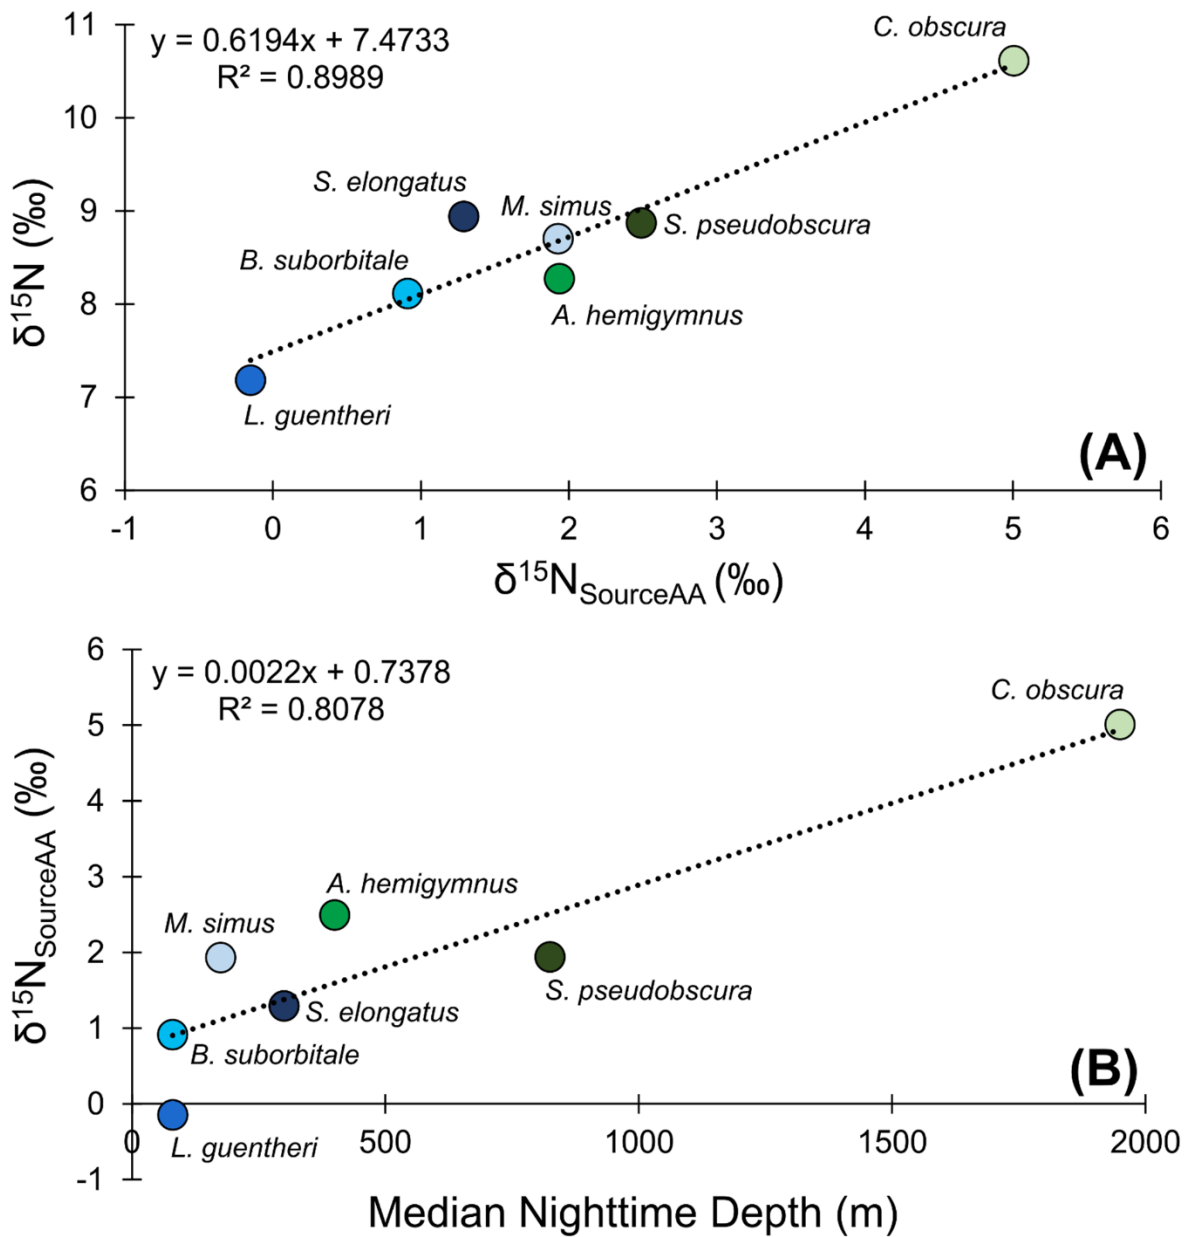 11
y = 0.6194x + 7.4733
R² = 0.8989
C. obscura
10
S. elongatus
9
M. simus
S. pseudobscura
B. suborbitale
8
A. hemigymnus
7
L. guentheri
(A)
6
-1 0 1 2 3 4 5 6
δ¹⁵N (‰)
δ¹⁵N_SourceAA (‰)
6
y = 0.0022x + 0.7378
R² = 0.8078
C. obscura
5
4
3
A. hemigymnus
M. simus
2
S. pseudobscura
S. elongatus
1
B. suborbitale
(B)
0
0 500 1000 1500 2000
L. guentheri
-1
δ¹⁵N_SourceAA (‰)
Median Nighttime Depth (m)